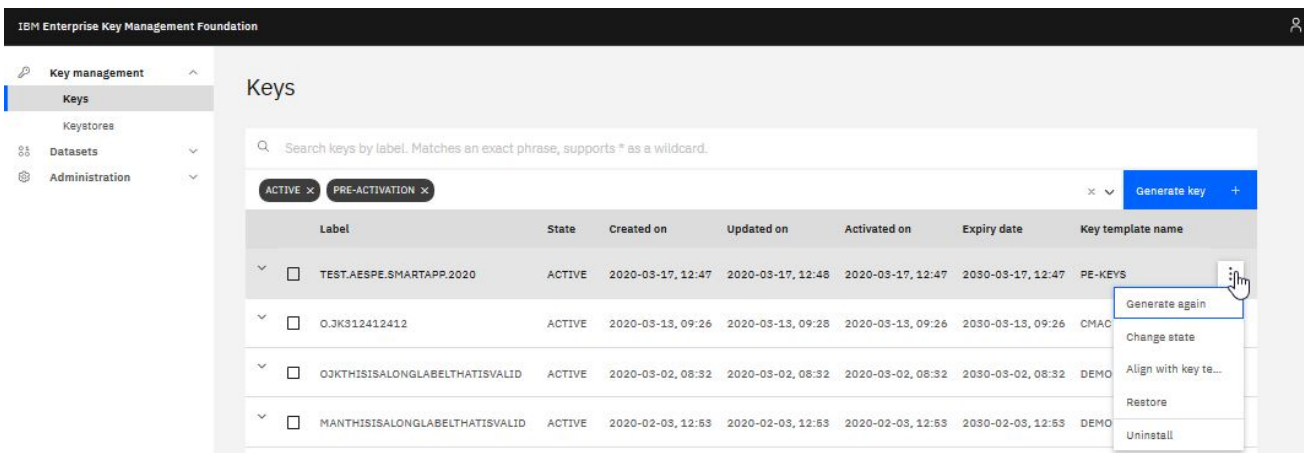 IBM Enterprise Key Management Foundation
Key management
Keys
Keystores
Datasets
Administration
Keys
Search keys by label. Matches an exact phrase, supports * as a wildcard.
ACTIVE × PRE-ACTIVATION × × Generate key +
Label State Created on Updated on Activated on Expiry date Key template name
TEST.AESPE.SMARTAPP.2020 ACTIVE 2020-03-17, 12:47 2020-03-17, 12:48 2020-03-17, 12:47 2030-03-17, 12:47 PE-KEYS
O.JK312412412 ACTIVE 2020-03-13, 09:26 2020-03-13, 09:28 2020-03-13, 09:26 2030-03-13, 09:26 CMAC
OJKTHISISALONGLABELTHATISVALID ACTIVE 2020-03-02, 08:32 2020-03-02, 08:32 2020-03-02, 08:32 2030-03-02, 08:32 DEMO
MANTHISISALONGLABELTHATISVALID ACTIVE 2020-02-03, 12:53 2020-02-03, 12:53 2020-02-03, 12:53 2030-02-03, 12:53 DEMO
Generate again
Change state
Align with key te...
Restore
Uninstall